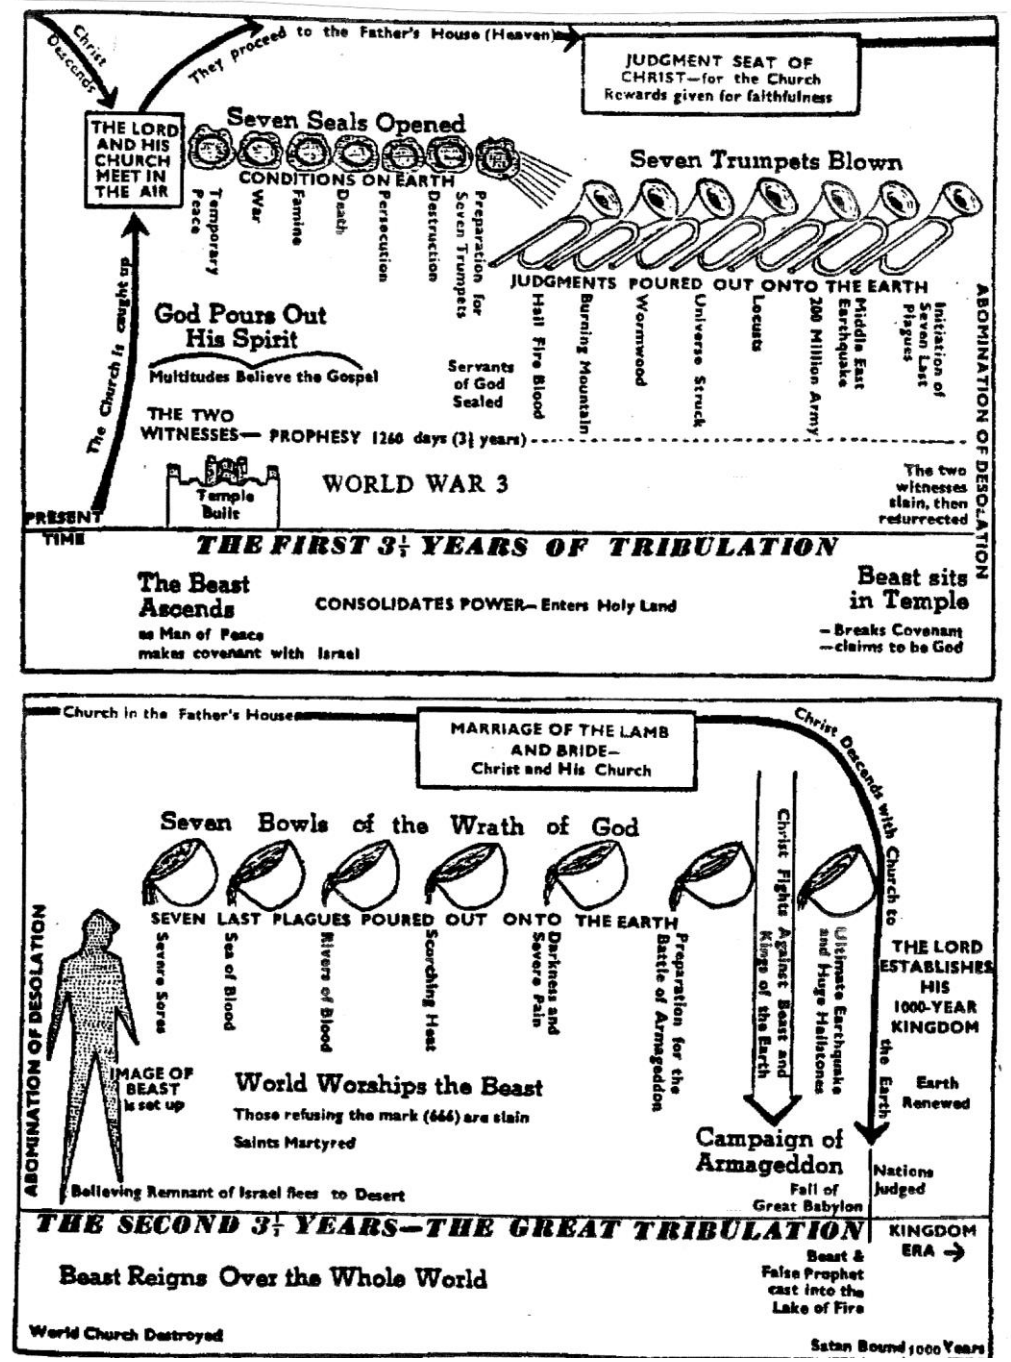 Christ
Descends
They proceed to the Father's House (Heaven)
JUDGMENT SEAT OF
CHRIST—for the Church
Rewards given for faithfulness
THE LORD
AND HIS
CHURCH
MEET IN
THE AIR
Seven Seals Opened
CONDITIONS ON EARTH
Temporary
Peace
War
Famine
Death
Persecution
Destruction
Preparation for
Seven Trumpets
Seven Trumpets Blown
JUDGMENTS POURED OUT ONTO THE EARTH
Hail Fire Blood
Burning Mountain
Wormwood
Universe Struck
Locusts
200 Million Army
Middle East
Earthquake
Initiation of
Seven Last
Plagues
ABOMINATION OF DESOLATION
The Church is caught up
God Pours Out
His Spirit
Multitudes Believe the Gospel
Servants
of God
Sealed
THE TWO
WITNESSES— PROPHESY 1260 days (3½ years)
Temple
Built
WORLD WAR 3
The two
witnesses
slain, then
resurrected
PRESENT
TIME
THE FIRST 3½ YEARS OF TRIBULATION
The Beast
Ascends
as Man of Peace
makes covenant with Israel
CONSOLIDATES POWER— Enters Holy Land
Beast sits
in Temple
— Breaks Covenant
—claims to be God
Church in the Father's House
MARRIAGE OF THE LAMB
AND BRIDE—
Christ and His Church
Christ Descends with Church to the Earth
Seven Bowls of the Wrath of God
SEVEN LAST PLAGUES POURED OUT ONTO THE EARTH
Severe Sores
Sea of Blood
Rivers of Blood
Scorching Heat
Darkness and
Severe Pain
Preparation for the
Battle of Armageddon
Christ Fights Against Beast and
Kings of the Earth
Ultimate Earthquake
and Huge Hailstones
ABOMINATION OF DESOLATION
IMAGE OF
BEAST
is set up
World Worships the Beast
Those refusing the mark (666) are slain
Saints Martyred
Believing Remnant of Israel flees to Desert
Campaign of
Armageddon
Fall of
Great Babylon
THE LORD
ESTABLISHES
HIS
1000-YEAR
KINGDOM
Earth
Renewed
Nations
Judged
THE SECOND 3½ YEARS—THE GREAT TRIBULATION
KINGDOM
ERA →
Beast Reigns Over the Whole World
Beast &
False Prophet
cast into the
Lake of Fire
World Church Destroyed
Satan Bound 1000 Years